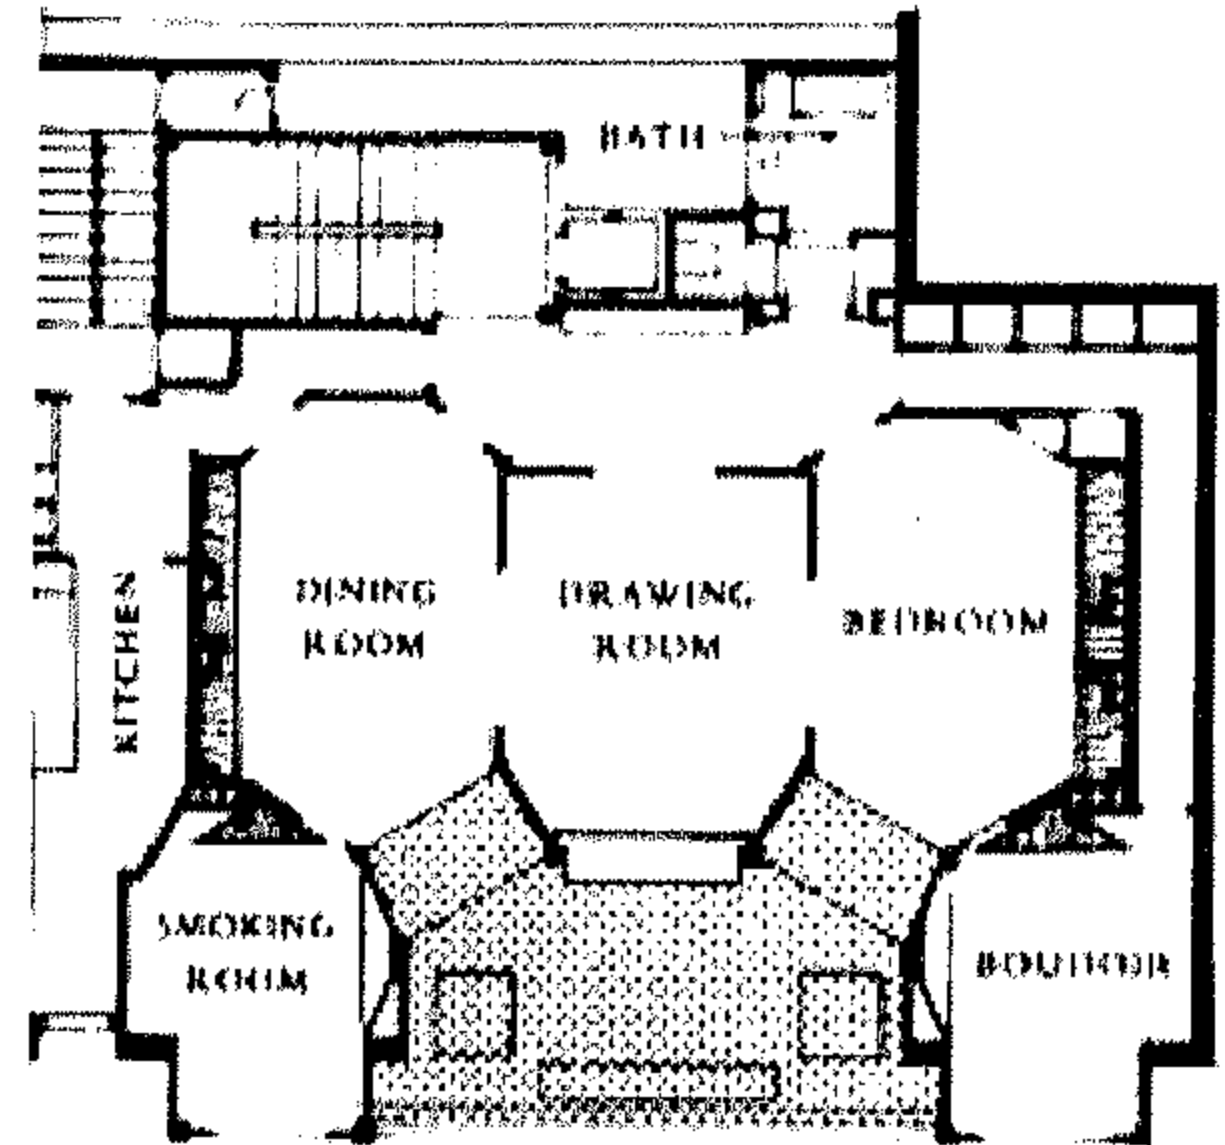 BATH
DINING
ROOM
DRAWING
ROOM
BEDROOM
KITCHEN
SMOKING
ROOM
BOUDOIR